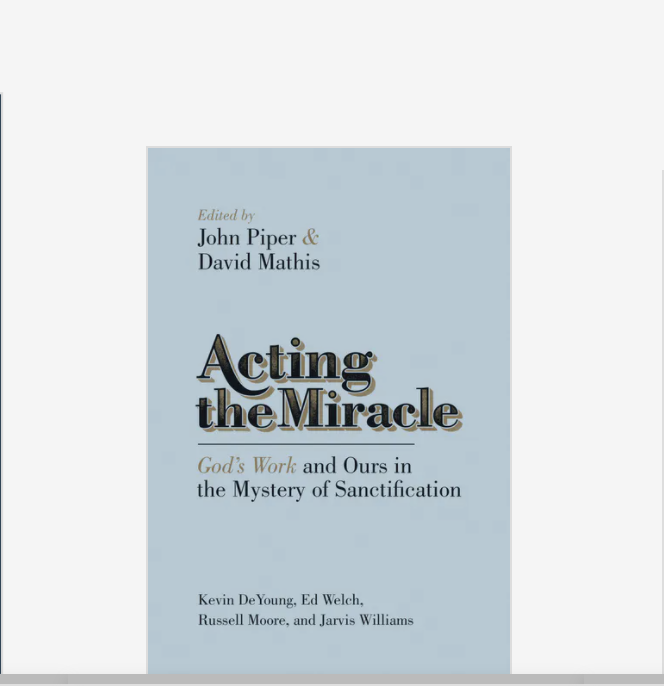 Edited by
John Piper &
David Mathis
Acting
the Miracle
God's Work and Ours in
the Mystery of Sanctification
Kevin DeYoung, Ed Welch,
Russell Moore, and Jarvis Williams